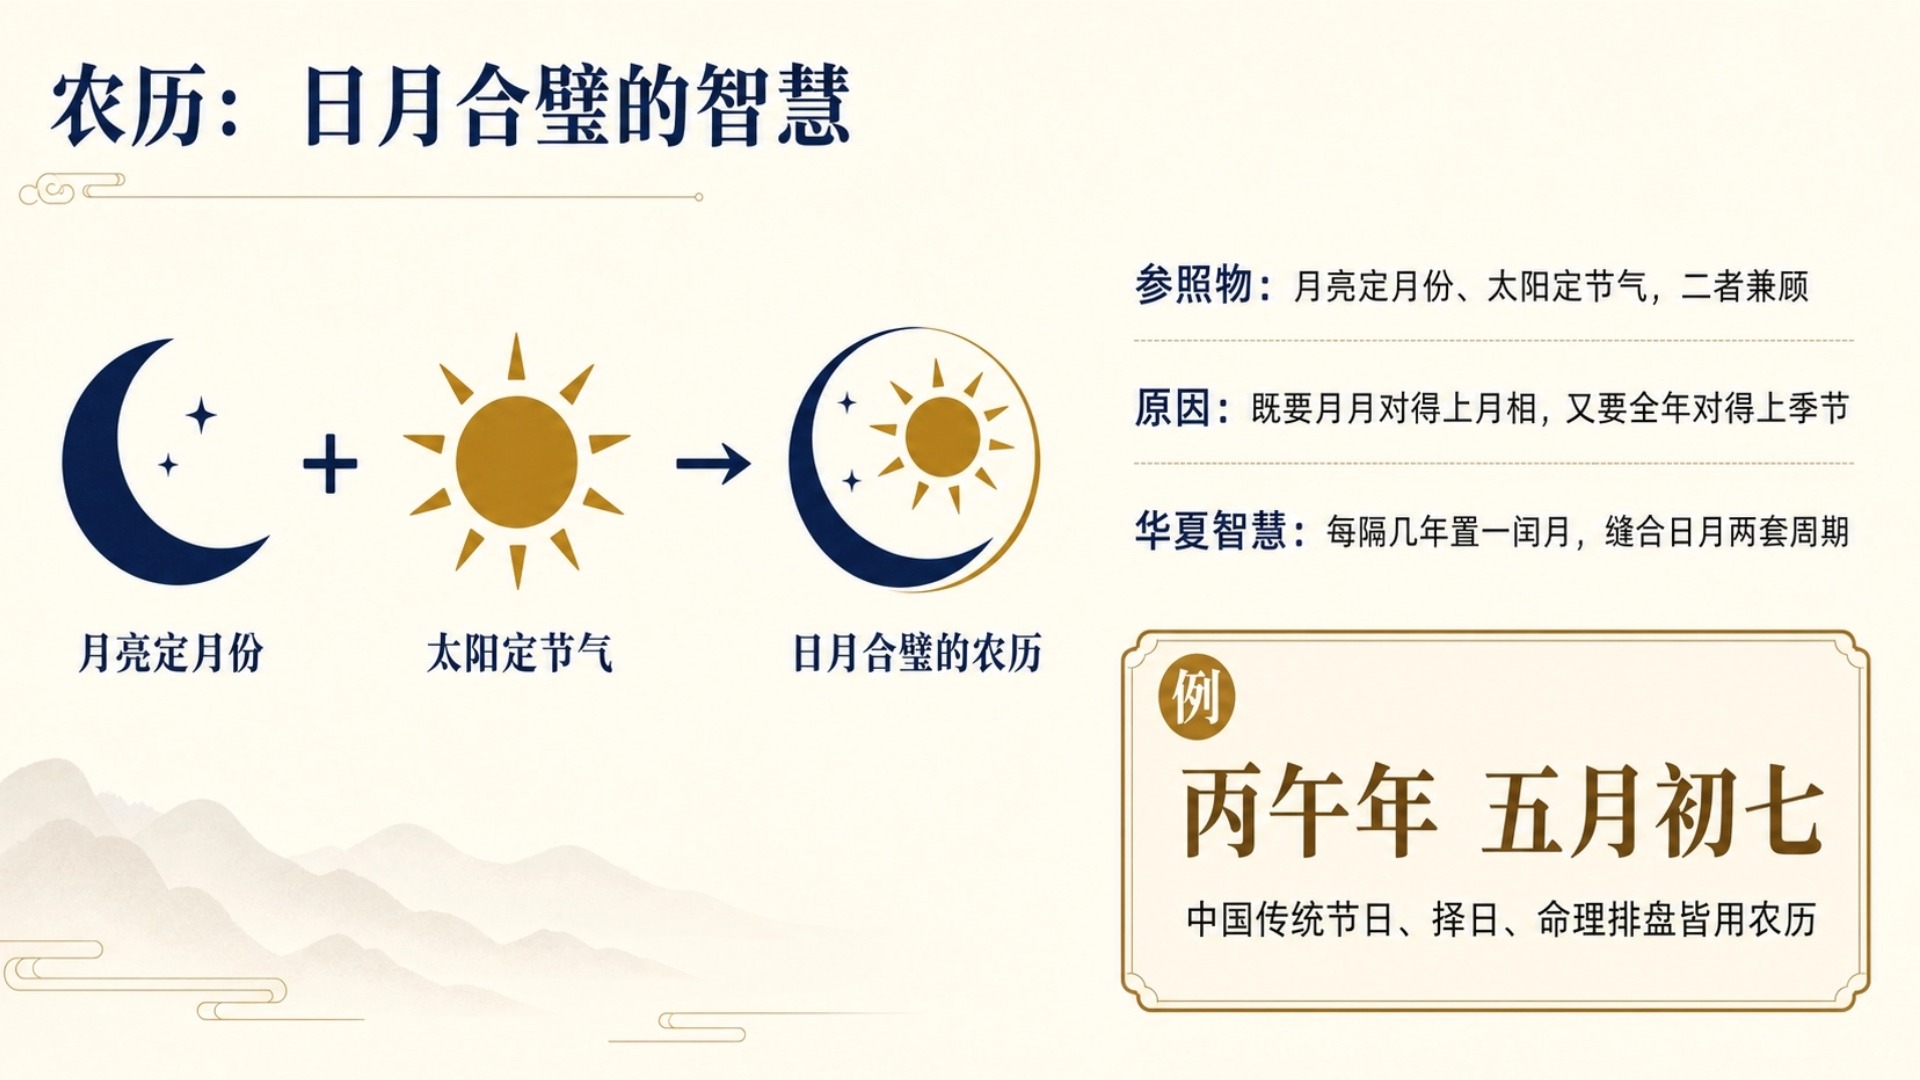 农历：日月合璧的智慧
月亮定月份
太阳定节气
日月合璧的农历
参照物：月亮定月份、太阳定节气，二者兼顾
原因：既要月月对得上月相，又要全年对得上季节
华夏智慧：每隔几年置一闰月，缝合日月两套周期
例
丙午年 五月初七
中国传统节日、择日、命理排盘皆用农历